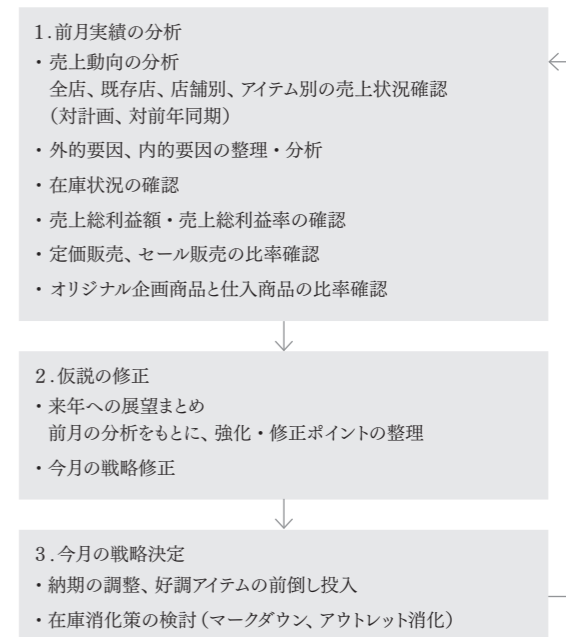 1.前月実績の分析
・売上動向の分析
全店、既存店、店舗別、アイテム別の売上状況確認
（対計画、対前年同期）
・外的要因、内的要因の整理・分析
・在庫状況の確認
・売上総利益額・売上総利益率の確認
・定価販売、セール販売の比率確認
・オリジナル企画商品と仕入商品の比率確認
2.仮説の修正
・来年への展望まとめ
前月の分析をもとに、強化・修正ポイントの整理
・今月の戦略修正
3.今月の戦略決定
・納期の調整、好調アイテムの前倒し投入
・在庫消化策の検討（マークダウン、アウトレット消化）